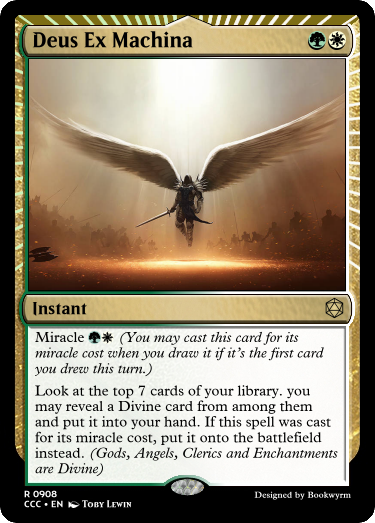 Deus Ex Machina
Instant
Miracle (You may cast this card for its
miracle cost when you draw it if it's the first card
you drew this turn.)
Look at the top 7 cards of your library. you
may reveal a Divine card from among them
and put it into your hand. If this spell was cast
for its miracle cost, put it onto the battlefield
instead. (Gods, Angels, Clerics and Enchantments
are Divine)
R 0908
CCC • EN Toby Lewin
Designed by Bookwyrm